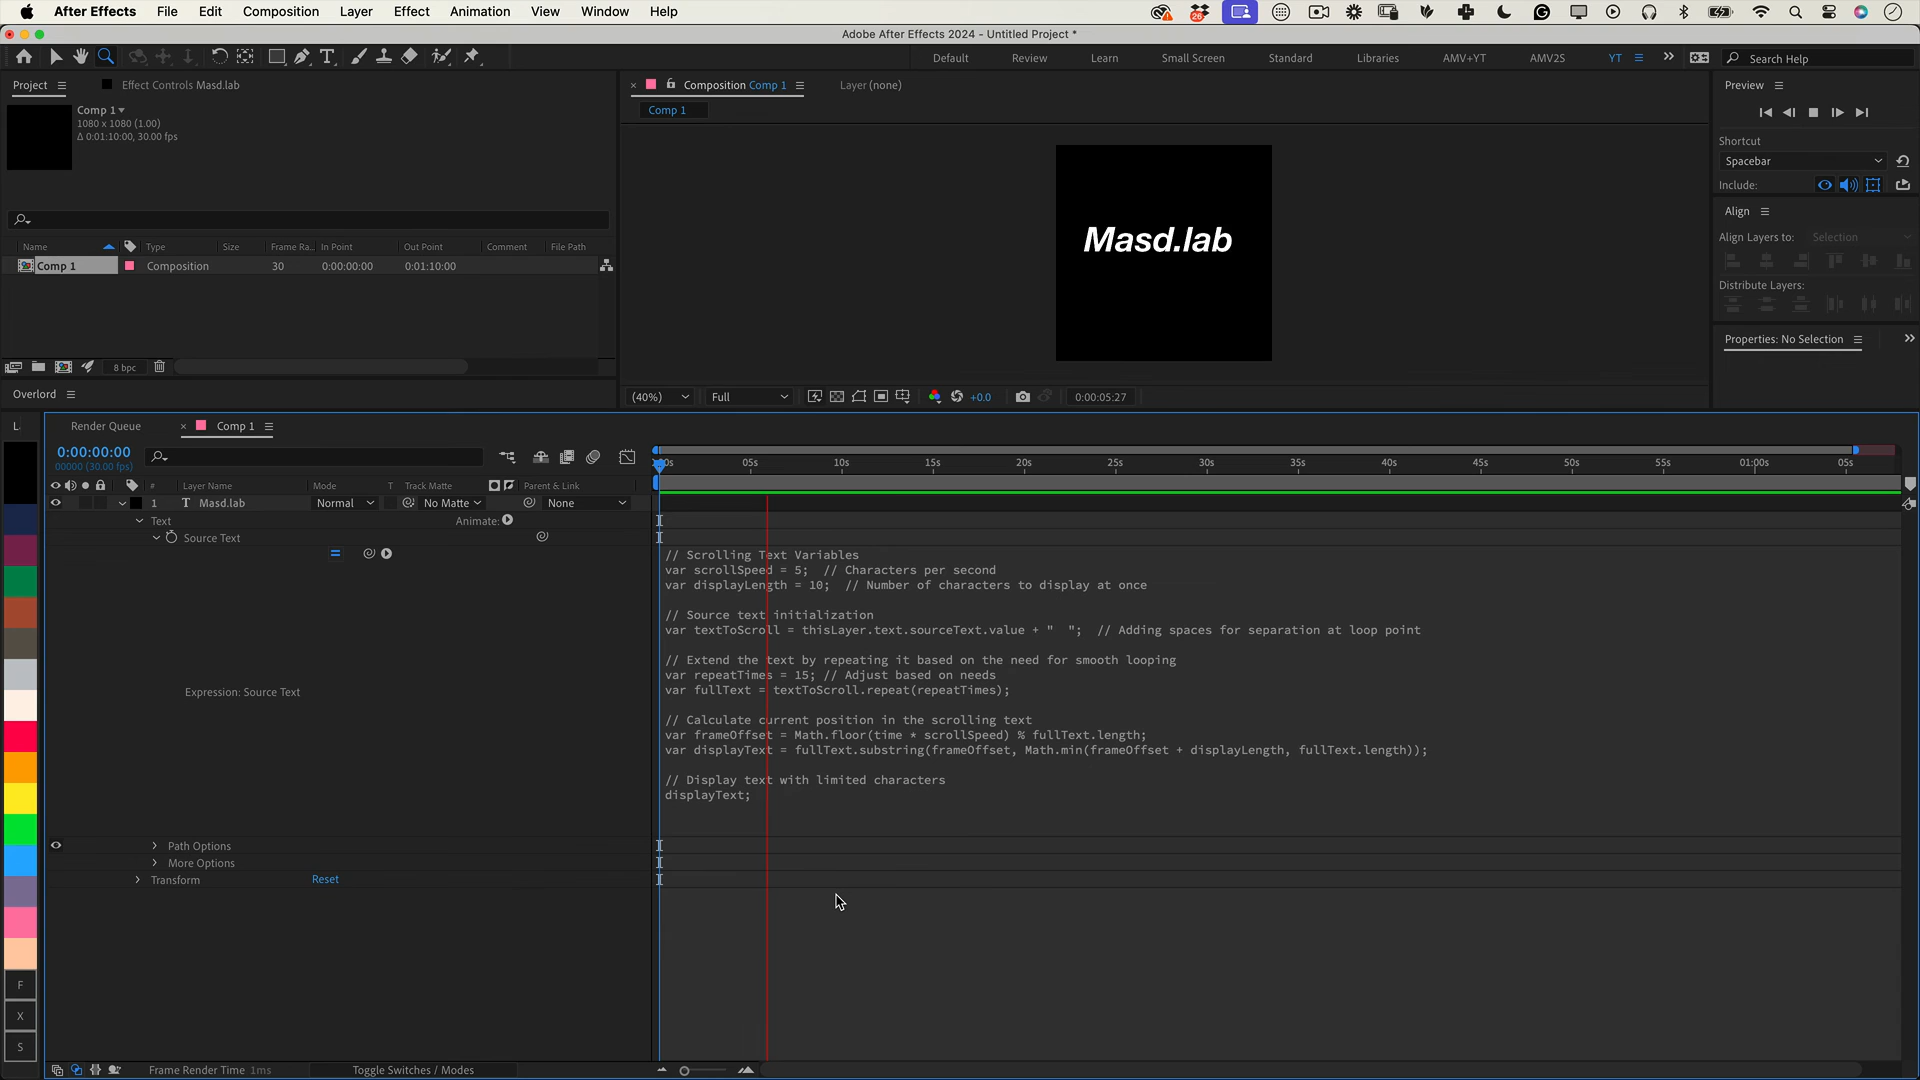 After Effects File Edit Composition Layer Effect Animation View Window Help
26
Adobe After Effects 2024 - Untitled Project *
Default Review Learn Small Screen Standard Libraries AMV+YT AMV2S YT Search Help
Project Effect Controls Masd.lab
Comp 1
1080 x 1080 (1.00)
Δ 0:01:10:00, 30.00 fps
Composition Comp 1 Layer (none)
Comp 1
Preview
Shortcut
Spacebar
Include:
Align
Align Layers to: Selection
Distribute Layers:
Properties: No Selection
Masd.lab
Name Type Size Frame Ra... In Point Out Point Comment File Path
Comp 1 Composition 30 0:00:00:00 0:01:10:00
8 bpc
(40%) Full +0.0 0:00:05:27
Overlord
L
Render Queue Comp 1
0:00:00:00
00000 (30.00 fps)
:00s 05s 10s 15s 20s 25s 30s 35s 40s 45s 50s 55s 01:00s 05s
# Layer Name Mode T Track Matte Parent & Link
1 T Masd.lab Normal No Matte None
Text Animate:
Source Text
Expression: Source Text
// Scrolling Text Variables
var scrollSpeed = 5;  // Characters per second
var displayLength = 10;  // Number of characters to display at once
// Source text initialization
var textToScroll = thisLayer.text.sourceText.value + "  ";  // Adding spaces for separation at loop point
// Extend the text by repeating it based on the need for smooth looping
var repeatTimes = 15; // Adjust based on needs
var fullText = textToScroll.repeat(repeatTimes);
// Calculate current position in the scrolling text
var frameOffset = Math.floor(time * scrollSpeed) % fullText.length;
var displayText = fullText.substring(frameOffset, Math.min(frameOffset + displayLength, fullText.length));
// Display text with limited characters
displayText;
Path Options
More Options
Transform Reset
F
X
S
Frame Render Time 1ms Toggle Switches / Modes